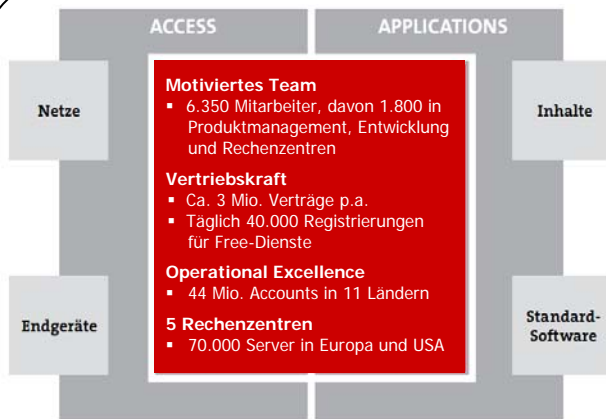 ACCESS
APPLICATIONS
Netze
Inhalte
Motiviertes Team
▪ 6.350 Mitarbeiter, davon 1.800 in
Produktmanagement, Entwicklung
und Rechenzentren
Vertriebskraft
▪ Ca. 3 Mio. Verträge p.a.
▪ Täglich 40.000 Registrierungen
für Free-Dienste
Operational Excellence
▪ 44 Mio. Accounts in 11 Ländern
5 Rechenzentren
▪ 70.000 Server in Europa und USA
Endgeräte
Standard-
Software